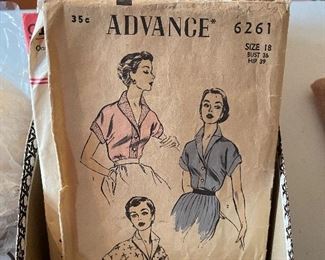 35c ADVANCE* 6261
SIZE 18
BUST 36
HIP 39